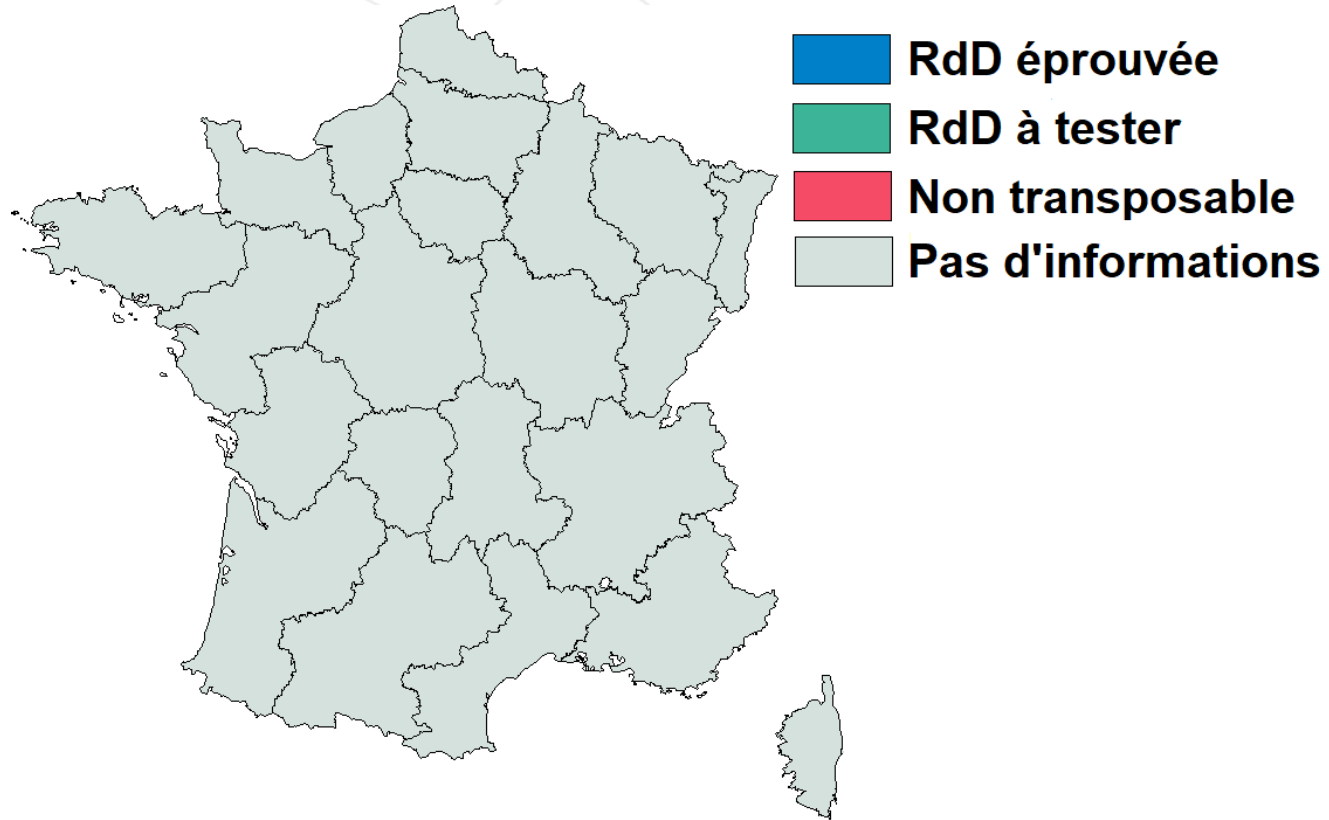 RdD éprouvée
RdD à tester
Non transposable
Pas d'informations